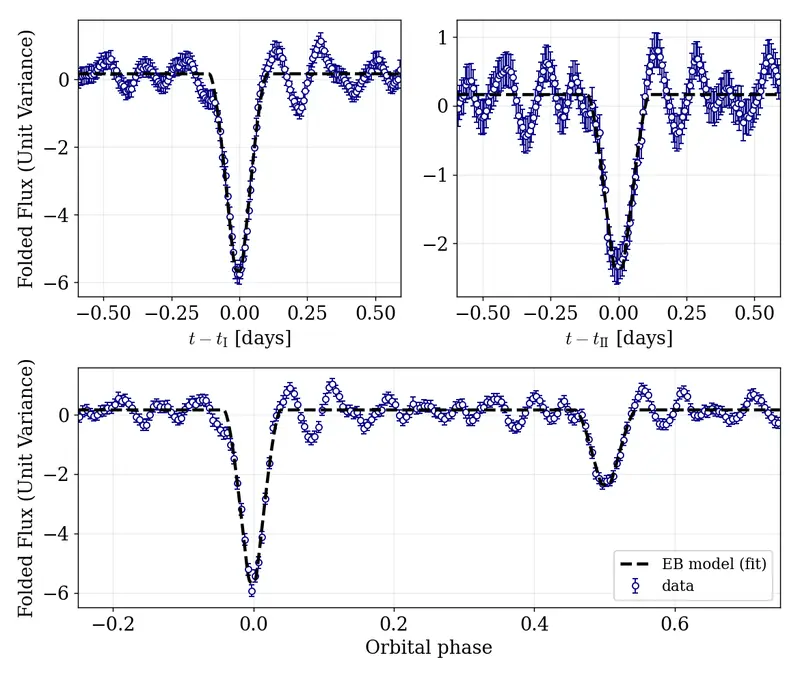 Folded Flux (Unit Variance)
0
−2
−4
−6
−0.50 −0.25 0.00 0.25 0.50
t − t_I [days]
1
0
−1
−2
−0.50 −0.25 0.00 0.25 0.50
t − t_II [days]
Folded Flux (Unit Variance)
0
−2
−4
−6
EB model (fit)
data
−0.2 0.0 0.2 0.4 0.6
Orbital phase